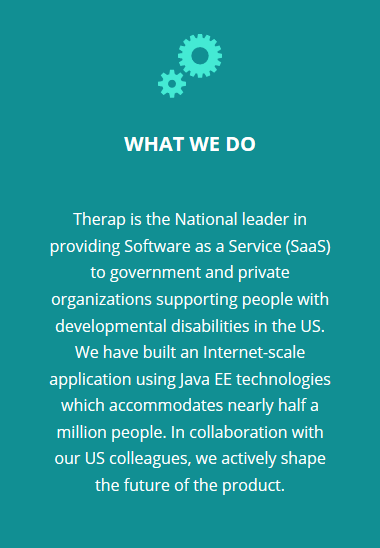 WHAT WE DO
Therap is the National leader in
providing Software as a Service (SaaS)
to government and private
organizations supporting people with
developmental disabilities in the US.
We have built an Internet-scale
application using Java EE technologies
which accommodates nearly half a
million people. In collaboration with
our US colleagues, we actively shape
the future of the product.